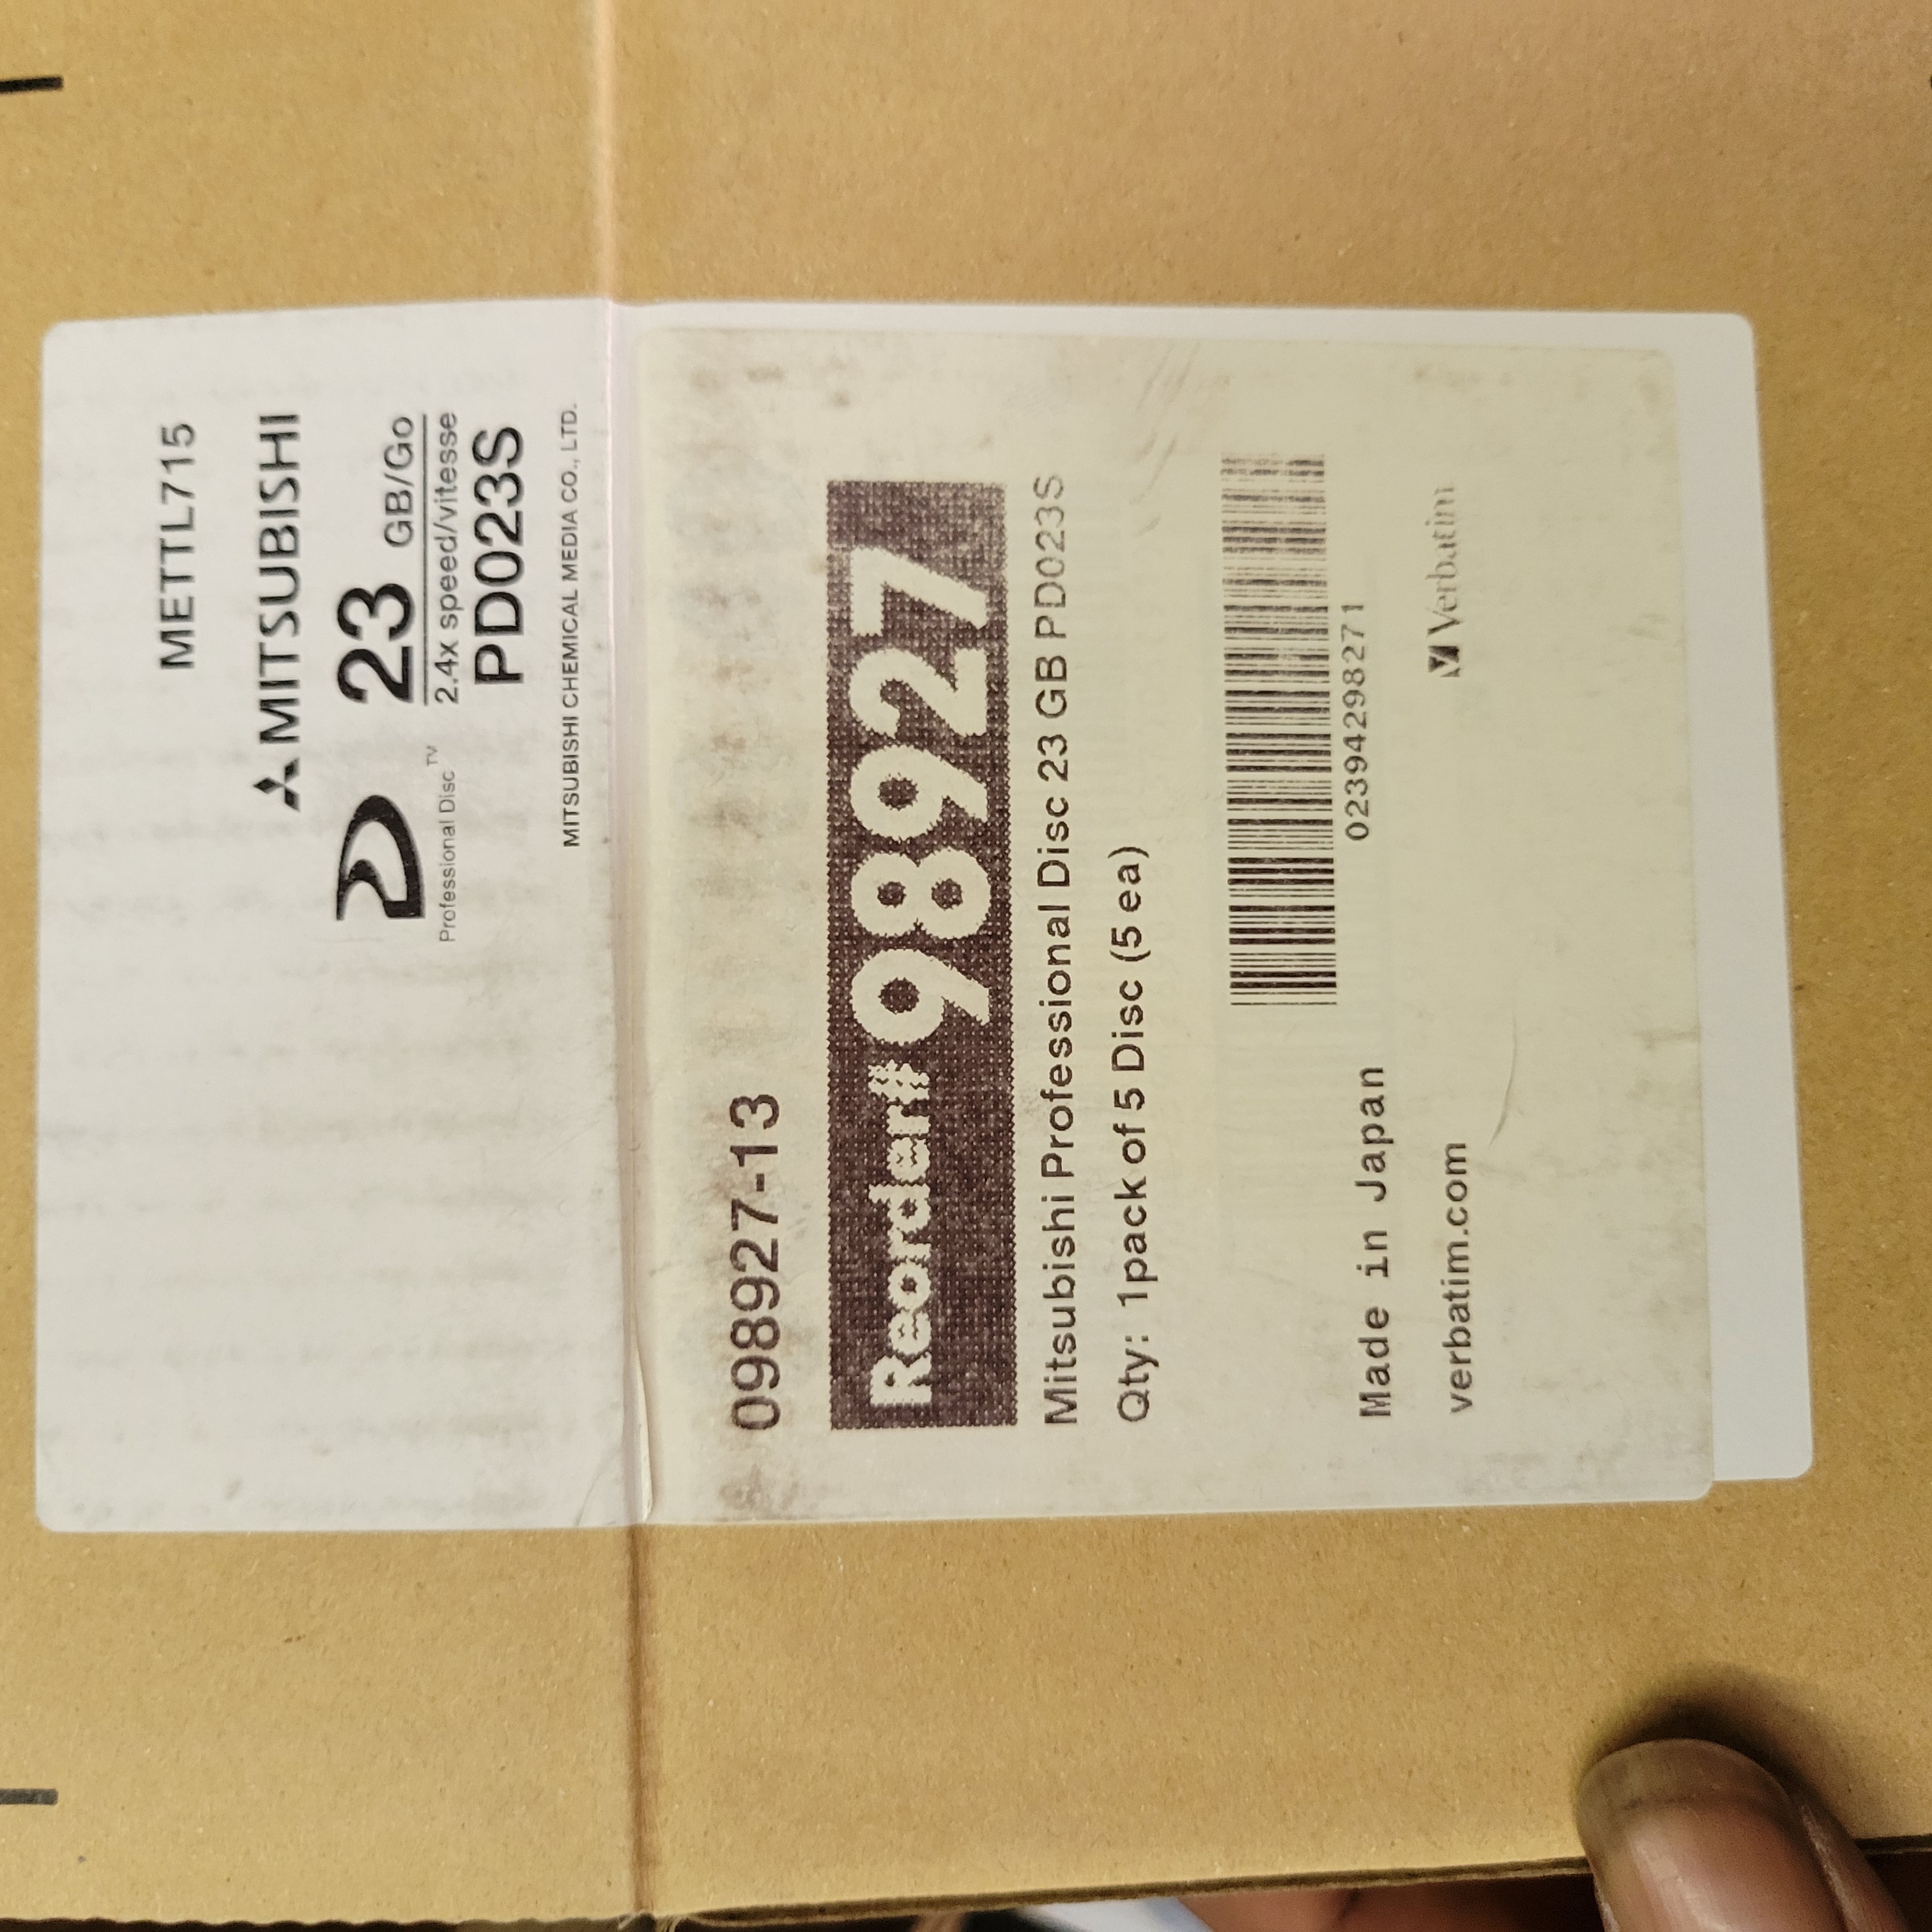 METTL715
MITSUBISHI
23 GB/Go
2.4x speed/vitesse
Professional Disc™
PD023S
MITSUBISHI CHEMICAL MEDIA CO., LTD.
098927-13
Reorder# 98927
Mitsubishi Professional Disc 23 GB PD023S
Qty: 1pack of 5 Disc (5 ea)
02394298271
Made in Japan
verbatim.com
Verbatim